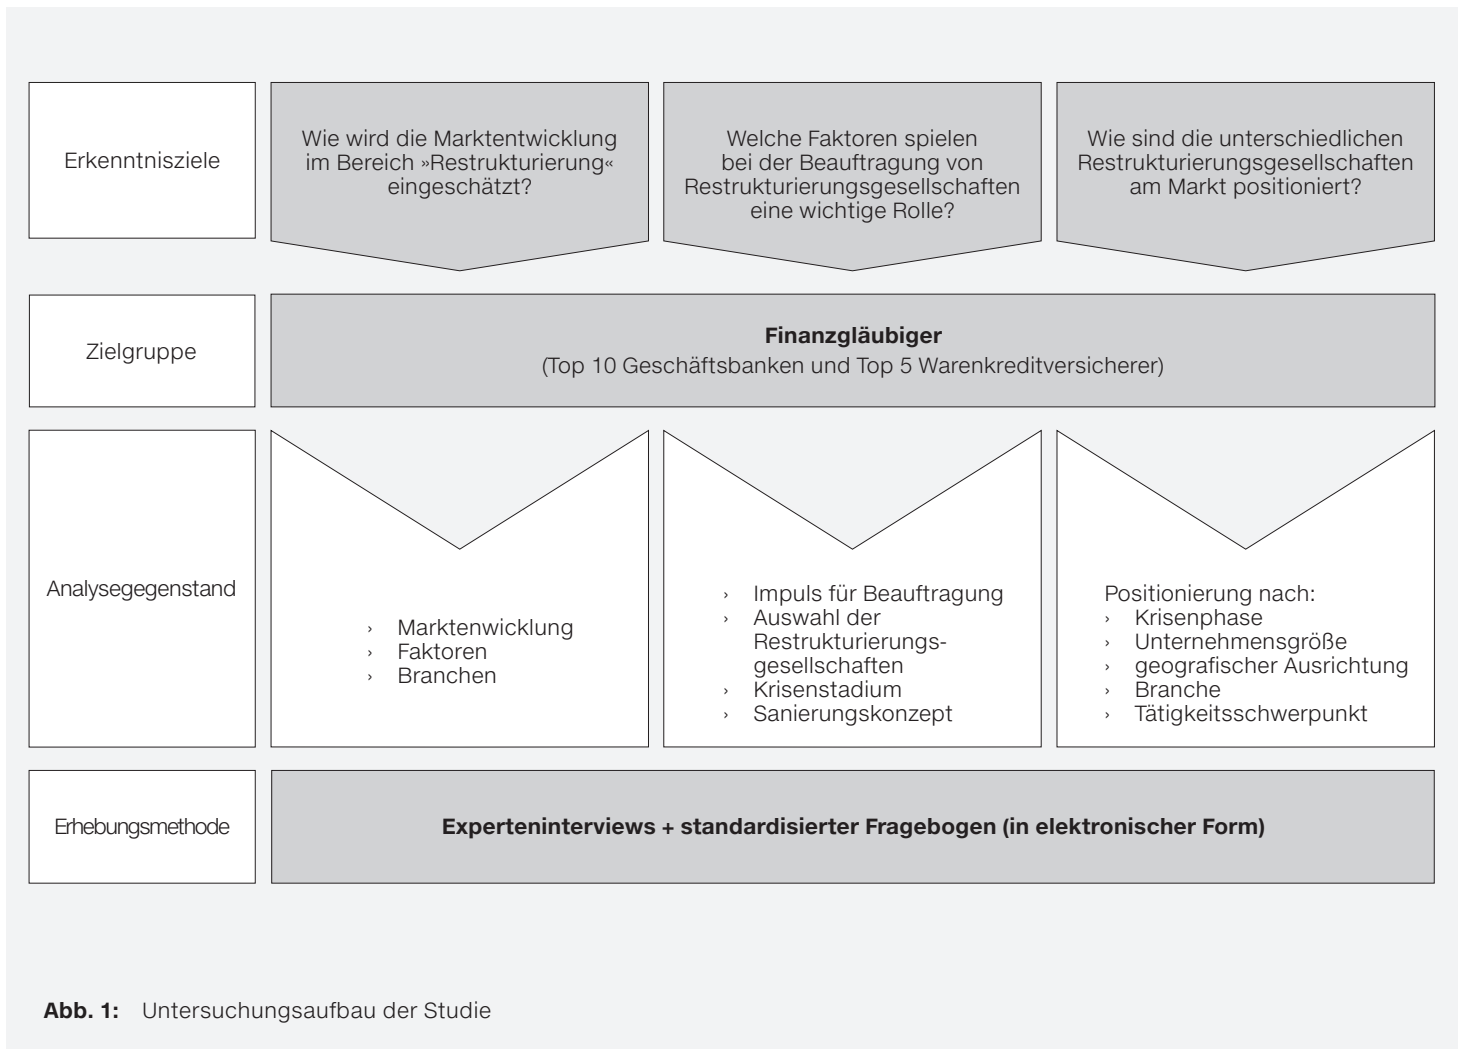 Erkenntnisziele
Wie wird die Marktentwicklung
im Bereich »Restrukturierung«
eingeschätzt?
Welche Faktoren spielen
bei der Beauftragung von
Restrukturierungsgesellschaften
eine wichtige Rolle?
Wie sind die unterschiedlichen
Restrukturierungsgesellschaften
am Markt positioniert?
Zielgruppe
Finanzgläubiger
(Top 10 Geschäftsbanken und Top 5 Warenkreditversicherer)
Analysegegenstand
› Marktenwicklung
› Faktoren
› Branchen
› Impuls für Beauftragung
› Auswahl der
Restrukturierungs-
gesellschaften
› Krisenstadium
› Sanierungskonzept
Positionierung nach:
› Krisenphase
› Unternehmensgröße
› geografischer Ausrichtung
› Branche
› Tätigkeitsschwerpunkt
Erhebungsmethode
Experteninterviews + standardisierter Fragebogen (in elektronischer Form)
Abb. 1: Untersuchungsaufbau der Studie